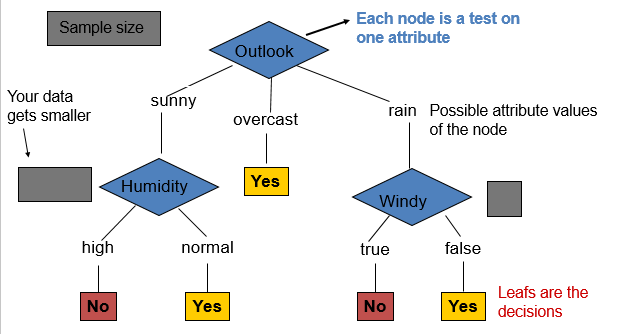 Sample size
Each node is a test on
one attribute
Outlook
Your data
gets smaller
sunny
overcast
rain
Possible attribute values
of the node
Humidity
Yes
Windy
high
normal
true
false
No
Yes
No
Yes
Leafs are the
decisions